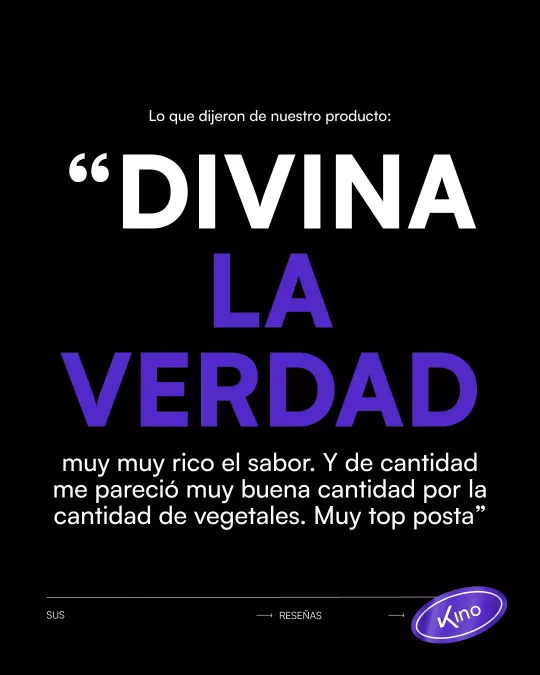 Lo que dijeron de nuestro producto:
“DIVINA
LA
VERDAD
muy muy rico el sabor. Y de cantidad
me pareció muy buena cantidad por la
cantidad de vegetales. Muy top posta”
SUS → RESEÑAS →
Kino